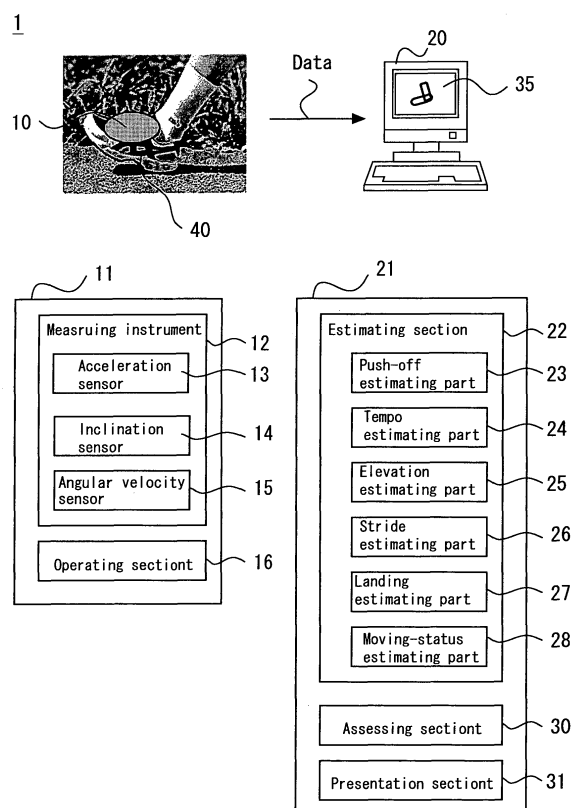 1
20
Data
35
10
40
11
Measruing instrument
12
Acceleration
sensor
13
Inclination
sensor
14
Angular velocity
sensor
15
Operating sectiont
16
21
Estimating section
22
Push-off
estimating part
23
Tempo
estimating part
24
Elevation
estimating part
25
Stride
estimating part
26
Landing
estimating part
27
Moving-status
estimating part
28
Assessing sectiont
30
Presentation sectiont
31